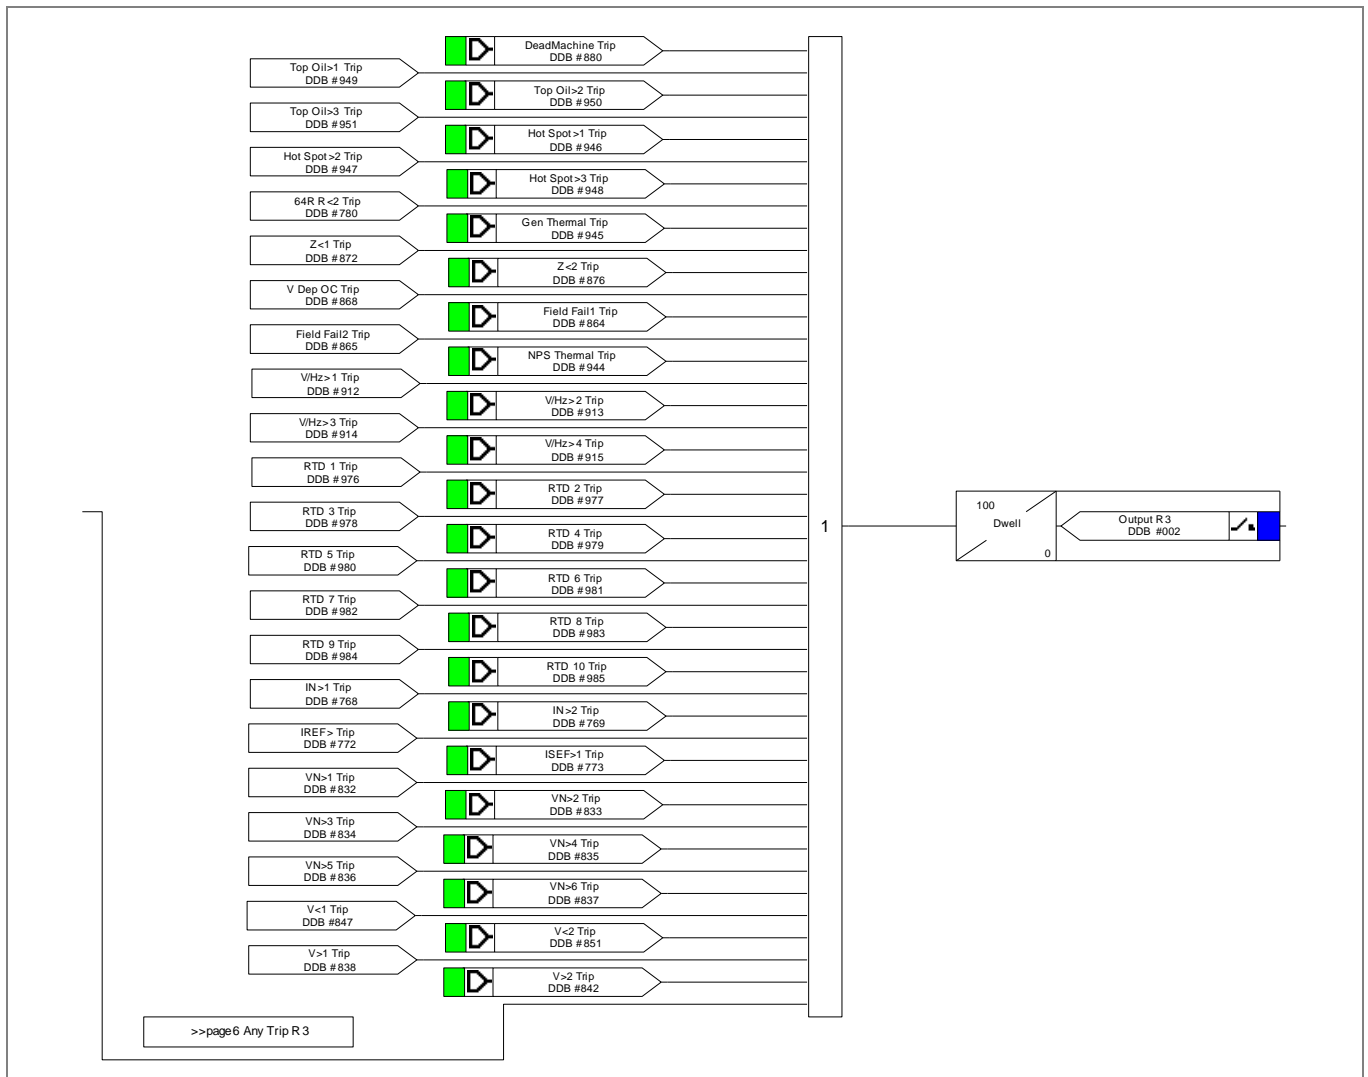 DeadMachine Trip
DDB #880
Top Oil>1 Trip
DDB #949
Top Oil>2 Trip
DDB #950
Top Oil>3 Trip
DDB #951
Hot Spot>1 Trip
DDB #946
Hot Spot>2 Trip
DDB #947
Hot Spot>3 Trip
DDB #948
64R R<2 Trip
DDB #780
Gen Thermal Trip
DDB #945
Z<1 Trip
DDB #872
Z<2 Trip
DDB #876
V Dep OC Trip
DDB #868
Field Fail1 Trip
DDB #864
Field Fail2 Trip
DDB #865
NPS Thermal Trip
DDB #944
V/Hz>1 Trip
DDB #912
V/Hz>2 Trip
DDB #913
V/Hz>3 Trip
DDB #914
V/Hz>4 Trip
DDB #915
RTD 1 Trip
DDB #976
RTD 2 Trip
DDB #977
RTD 3 Trip
DDB #978
RTD 4 Trip
DDB #979
RTD 5 Trip
DDB #980
RTD 6 Trip
DDB #981
RTD 7 Trip
DDB #982
RTD 8 Trip
DDB #983
RTD 9 Trip
DDB #984
RTD 10 Trip
DDB #985
IN>1 Trip
DDB #768
IN>2 Trip
DDB #769
IREF> Trip
DDB #772
ISEF>1 Trip
DDB #773
VN>1 Trip
DDB #832
VN>2 Trip
DDB #833
VN>3 Trip
DDB #834
VN>4 Trip
DDB #835
VN>5 Trip
DDB #836
VN>6 Trip
DDB #837
V<1 Trip
DDB #847
V<2 Trip
DDB #851
V>1 Trip
DDB #838
V>2 Trip
DDB #842
>>page6 Any Trip R3
1
100
Dwell
0
Output R3
DDB #002